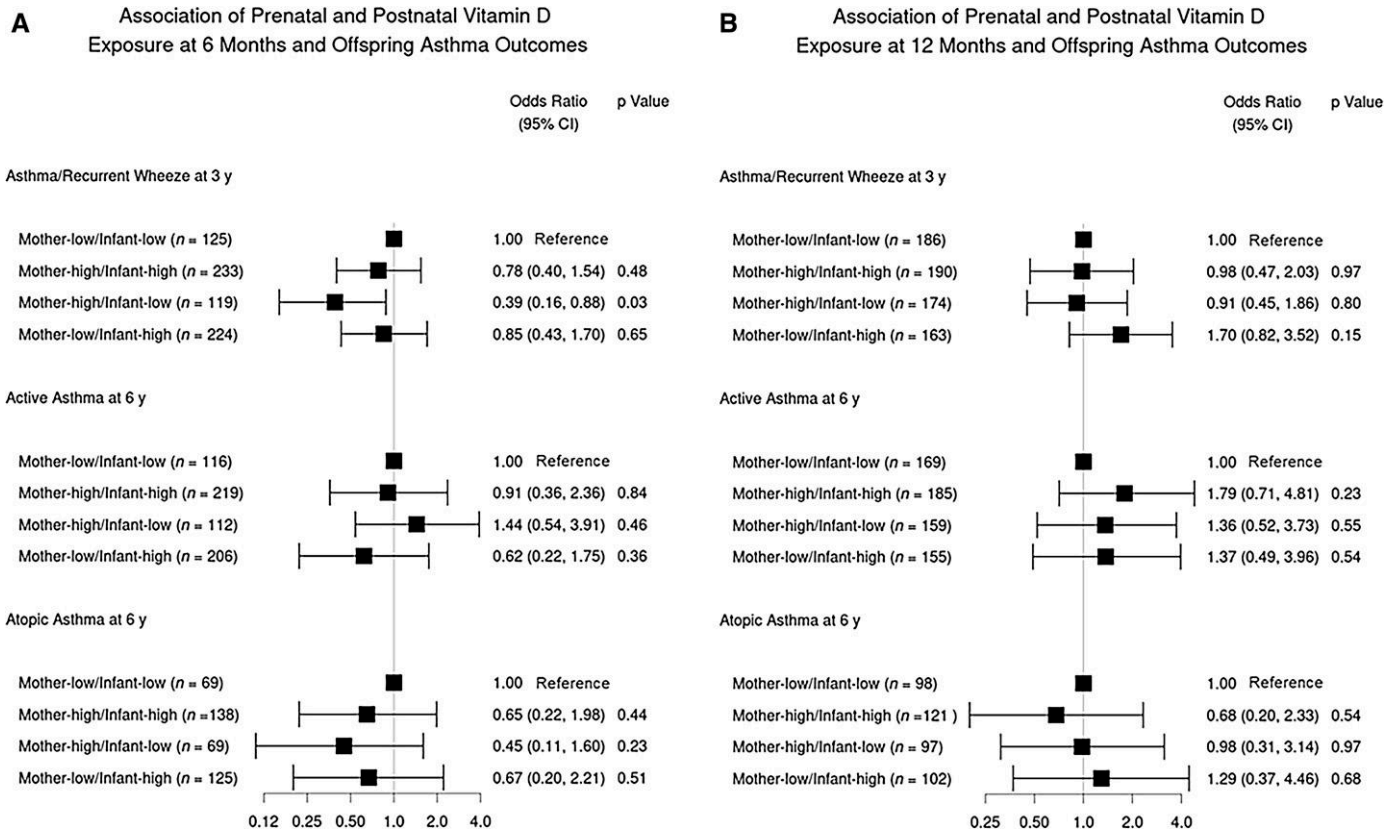 A
Association of Prenatal and Postnatal Vitamin D
Exposure at 6 Months and Offspring Asthma Outcomes
Odds Ratio p Value
(95% CI)
Asthma/Recurrent Wheeze at 3 y
Mother-low/Infant-low (n = 125) 1.00 Reference
Mother-high/Infant-high (n = 233) 0.78 (0.40, 1.54) 0.48
Mother-high/Infant-low (n = 119) 0.39 (0.16, 0.88) 0.03
Mother-low/Infant-high (n = 224) 0.85 (0.43, 1.70) 0.65
Active Asthma at 6 y
Mother-low/Infant-low (n = 116) 1.00 Reference
Mother-high/Infant-high (n = 219) 0.91 (0.36, 2.36) 0.84
Mother-high/Infant-low (n = 112) 1.44 (0.54, 3.91) 0.46
Mother-low/Infant-high (n = 206) 0.62 (0.22, 1.75) 0.36
Atopic Asthma at 6 y
Mother-low/Infant-low (n = 69) 1.00 Reference
Mother-high/Infant-high (n =138) 0.65 (0.22, 1.98) 0.44
Mother-high/Infant-low (n = 69) 0.45 (0.11, 1.60) 0.23
Mother-low/Infant-high (n = 125) 0.67 (0.20, 2.21) 0.51
0.12 0.25 0.50 1.0 2.0 4.0
B
Association of Prenatal and Postnatal Vitamin D
Exposure at 12 Months and Offspring Asthma Outcomes
Odds Ratio p Value
(95% CI)
Asthma/Recurrent Wheeze at 3 y
Mother-low/Infant-low (n = 186) 1.00 Reference
Mother-high/Infant-high (n = 190) 0.98 (0.47, 2.03) 0.97
Mother-high/Infant-low (n = 174) 0.91 (0.45, 1.86) 0.80
Mother-low/Infant-high (n = 163) 1.70 (0.82, 3.52) 0.15
Active Asthma at 6 y
Mother-low/Infant-low (n = 169) 1.00 Reference
Mother-high/Infant-high (n = 185) 1.79 (0.71, 4.81) 0.23
Mother-high/Infant-low (n = 159) 1.36 (0.52, 3.73) 0.55
Mother-low/Infant-high (n = 155) 1.37 (0.49, 3.96) 0.54
Atopic Asthma at 6 y
Mother-low/Infant-low (n = 98) 1.00 Reference
Mother-high/Infant-high (n =121 ) 0.68 (0.20, 2.33) 0.54
Mother-high/Infant-low (n = 97) 0.98 (0.31, 3.14) 0.97
Mother-low/Infant-high (n = 102) 1.29 (0.37, 4.46) 0.68
0.25 0.50 1.0 2.0 4.0